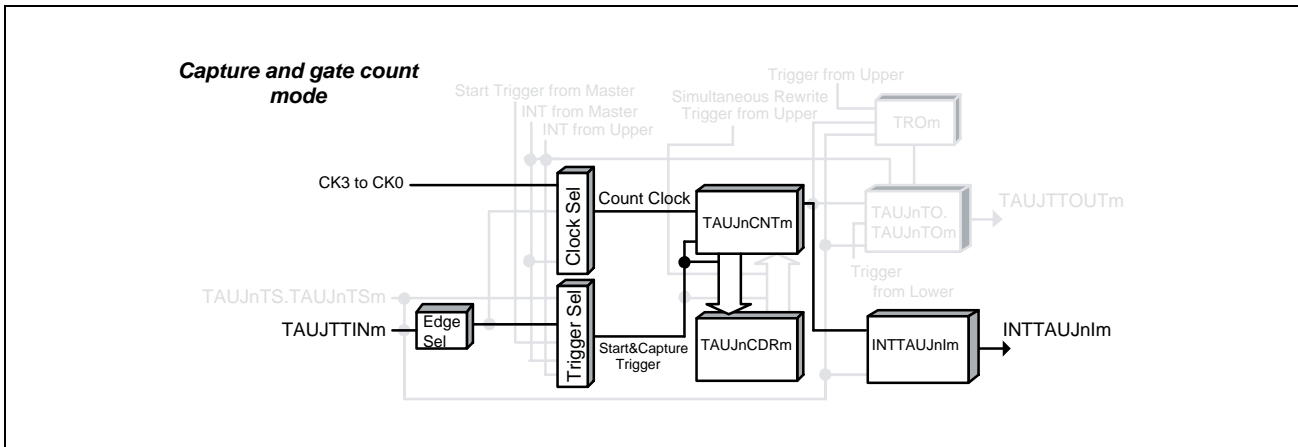 Capture and gate count
mode
Trigger from Upper
Start Trigger from Master
Simultaneous Rewrite
Trigger from Upper
INT from Master
INT from Upper
TROm
CK3 to CK0
Clock Sel
Count Clock
TAUJnCNTm
TAUJnTO.
TAUJnTOm
TAUJTTOUTm
Trigger
from Lower
TAUJnTS.TAUJnTSm
TAUJTTINm
Edge
Sel
Trigger Sel
Start&Capture
Trigger
TAUJnCDRm
INTTAUJnIm
INTTAUJnIm